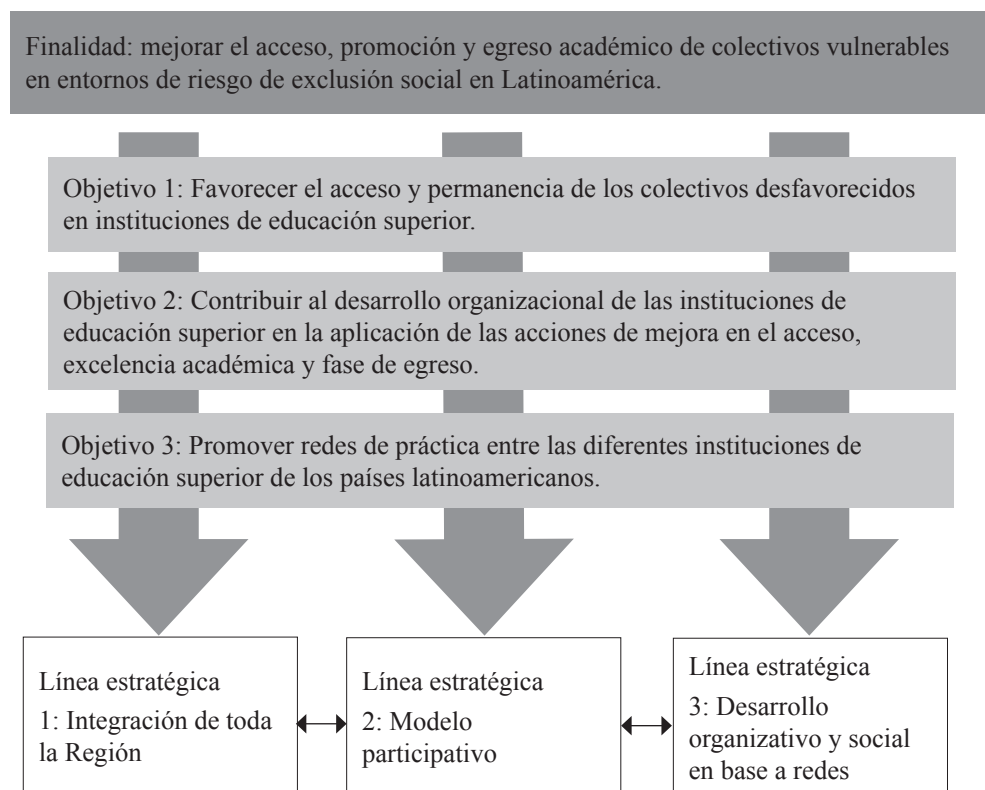 Finalidad: mejorar el acceso, promoción y egreso académico de colectivos vulnerables
en entornos de riesgo de exclusión social en Latinoamérica.
Objetivo 1: Favorecer el acceso y permanencia de los colectivos desfavorecidos
en instituciones de educación superior.
Objetivo 2: Contribuir al desarrollo organizacional de las instituciones de
educación superior en la aplicación de las acciones de mejora en el acceso,
excelencia académica y fase de egreso.
Objetivo 3: Promover redes de práctica entre las diferentes instituciones de
educación superior de los países latinoamericanos.
Línea estratégica
1: Integración de toda
la Región
Línea estratégica
2: Modelo
participativo
Línea estratégica
3: Desarrollo
organizativo y social
en base a redes